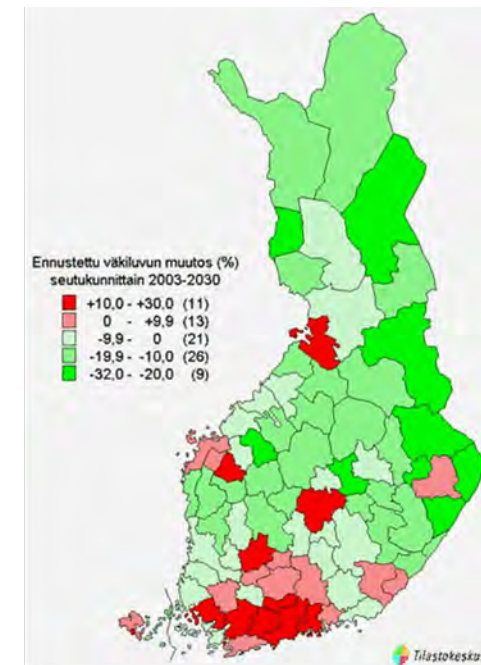 Ennustettu väkiluvun muutos (%)
seutukunnittain 2003-2030
+10,0 - +30,0 (11)
0 - +9,9 (13)
-9,9 - 0 (21)
-19,9 - -10,0 (26)
-32,0 - -20,0 (9)
Tilastokesku